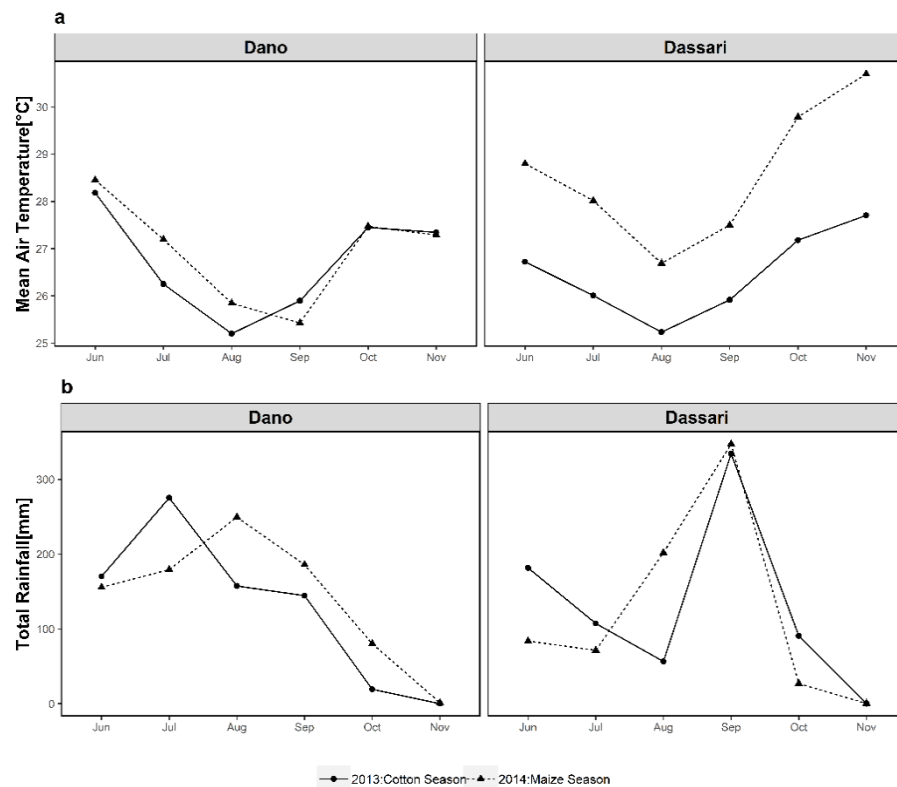 a
Dano Dassari
Mean Air Temperature[°C]
30
29
28
27
26
25
Jun Jul Aug Sep Oct Nov Jun Jul Aug Sep Oct Nov
b
Dano Dassari
Total Rainfall[mm]
300
200
100
0
Jun Jul Aug Sep Oct Nov Jun Jul Aug Sep Oct Nov
2013:Cotton Season 2014:Maize Season